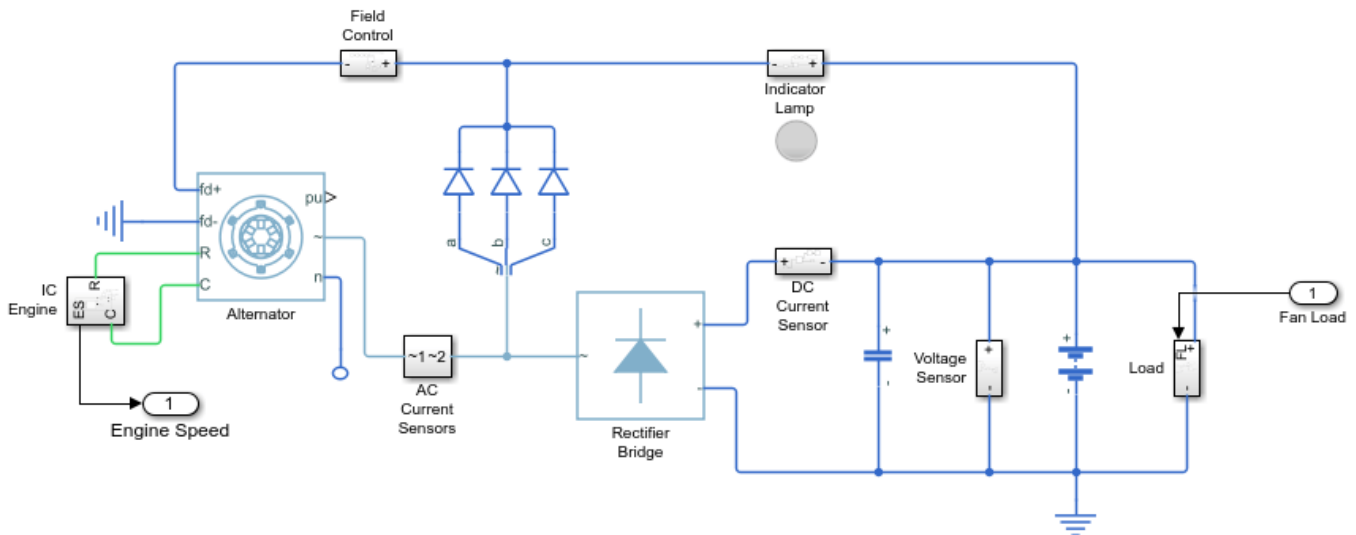 Field
Control
- +
- +
Indicator
Lamp
fd+
pu
fd-
~
a
b
c
~
R
n
C
Alternator
IC
Engine
R
ES
C
+ -
DC
Current
Sensor
1
Fan Load
~1 ~2
AC
Current
Sensors
~
+
-
Rectifier
Bridge
+
-
Voltage
Sensor
+
-
+
-
Load
FL
+
-
1
Engine Speed